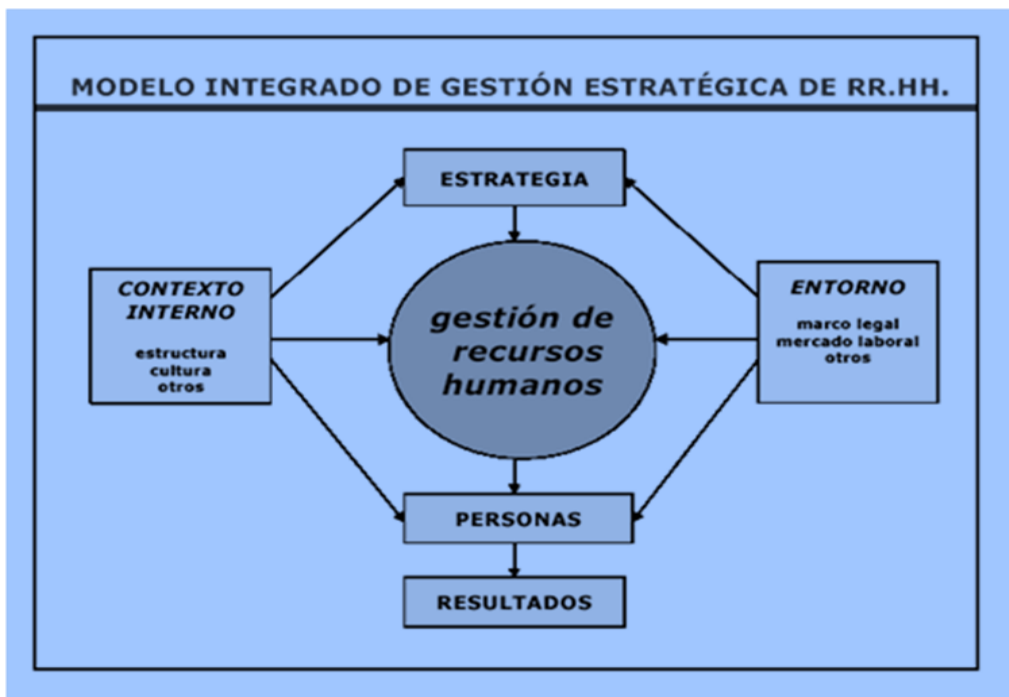 MODELO INTEGRADO DE GESTIÓN ESTRATÉGICA DE RR.HH.
ESTRATEGIA
CONTEXTO
INTERNO
estructura
cultura
otros
gestión de
recursos
humanos
ENTORNO
marco legal
mercado laboral
otros
PERSONAS
RESULTADOS